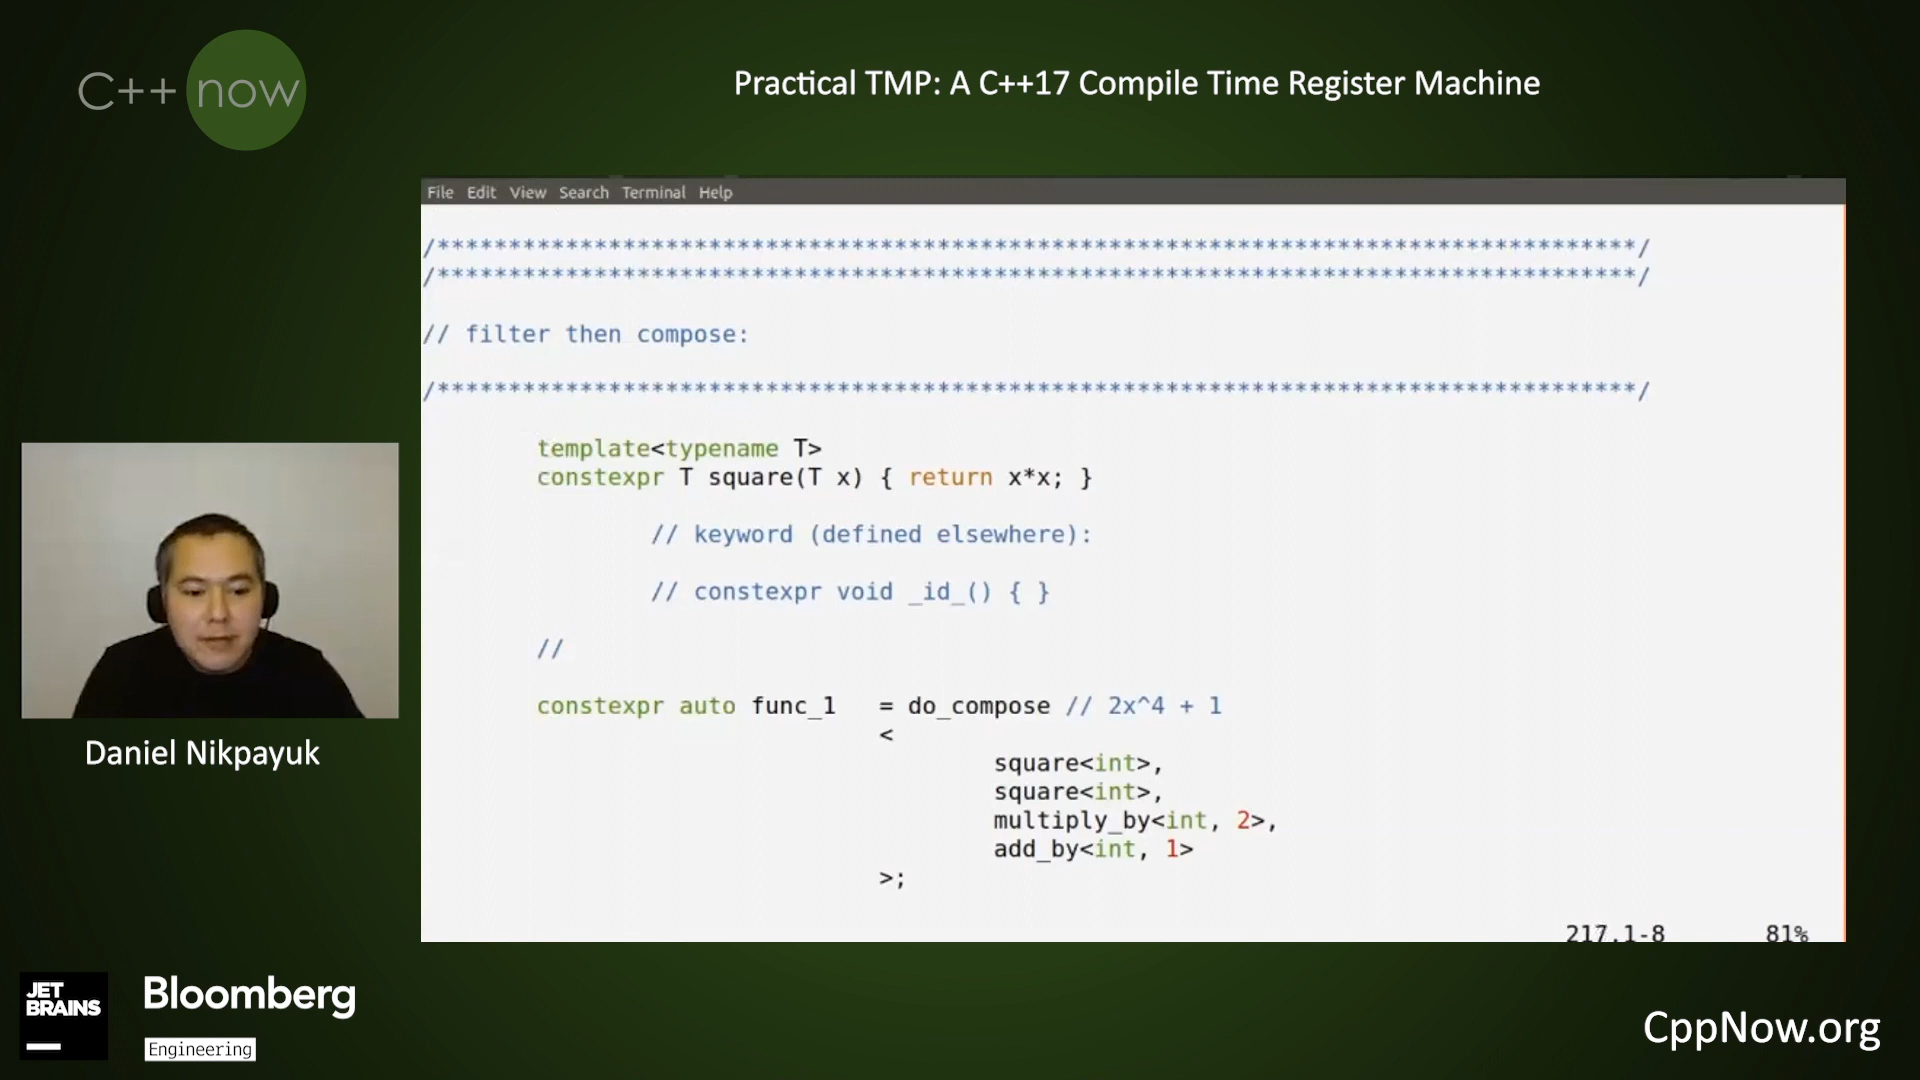 C++ now
Practical TMP: A C++17 Compile Time Register Machine
File Edit View Search Terminal Help
/************************************************************************************/
/************************************************************************************/
// filter then compose:
/************************************************************************************/
template<typename T>
constexpr T square(T x) { return x*x; }
// keyword (defined elsewhere):
// constexpr void _id_() { }
//
constexpr auto func_1 = do_compose // 2x^4 + 1
<
square<int>,
square<int>,
multiply_by<int, 2>,
add_by<int, 1>
>;
217,1-8 81%
Daniel Nikpayuk
JET
BRAINS
Bloomberg
Engineering
CppNow.org